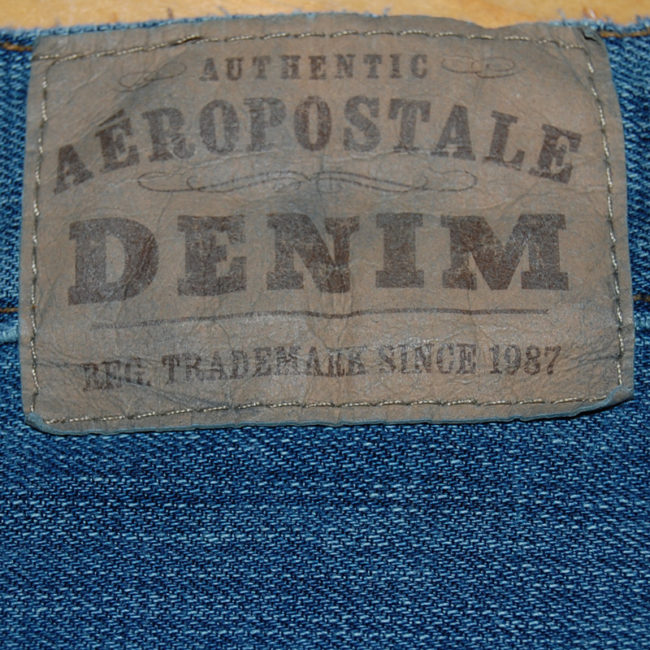 AUTHENTIC
AÉROPOSTALE
DENIM
REG. TRADEMARK SINCE 1987